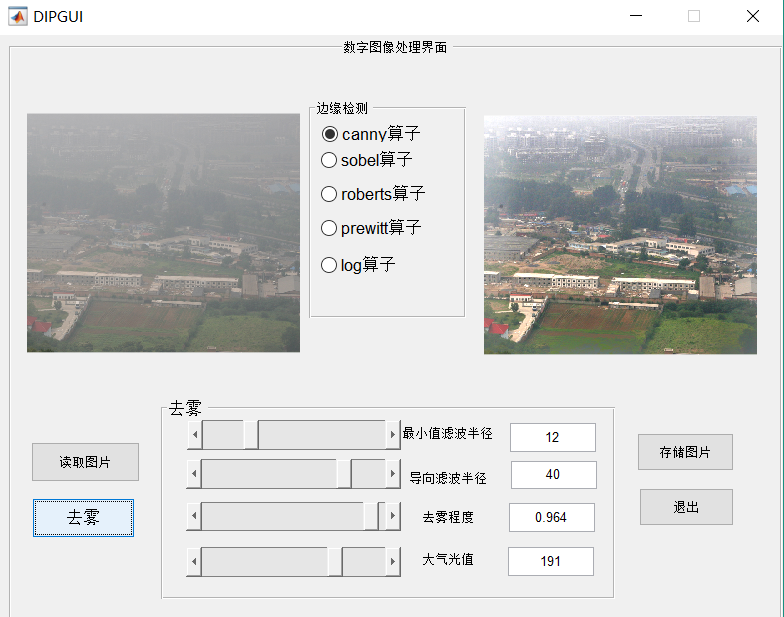 DIPGUI
数字图像处理界面
边缘检测
canny算子
sobel算子
roberts算子
prewitt算子
log算子
去雾
最小值滤波半径
12
导向滤波半径
40
去雾程度
0.964
大气光值
191
读取图片
去雾
存储图片
退出